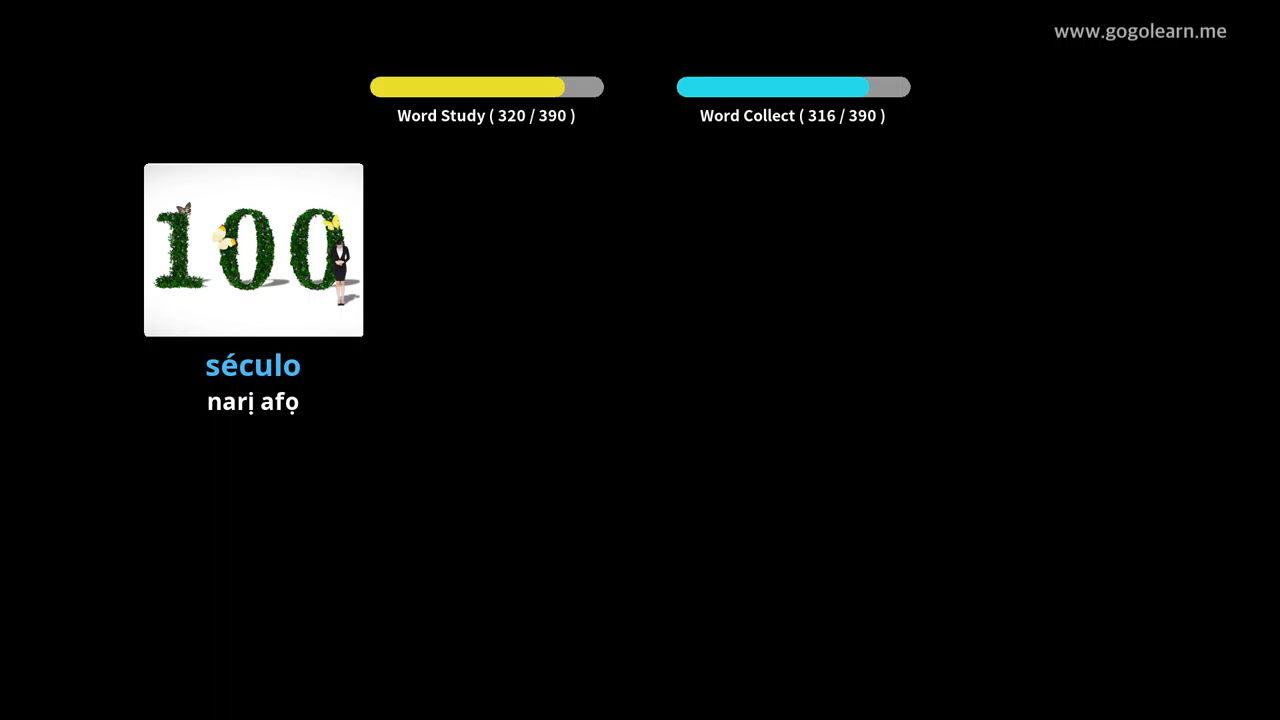 www.gogolearn.me
Word Study ( 320 / 390 )
Word Collect ( 316 / 390 )
100
século
narị afọ